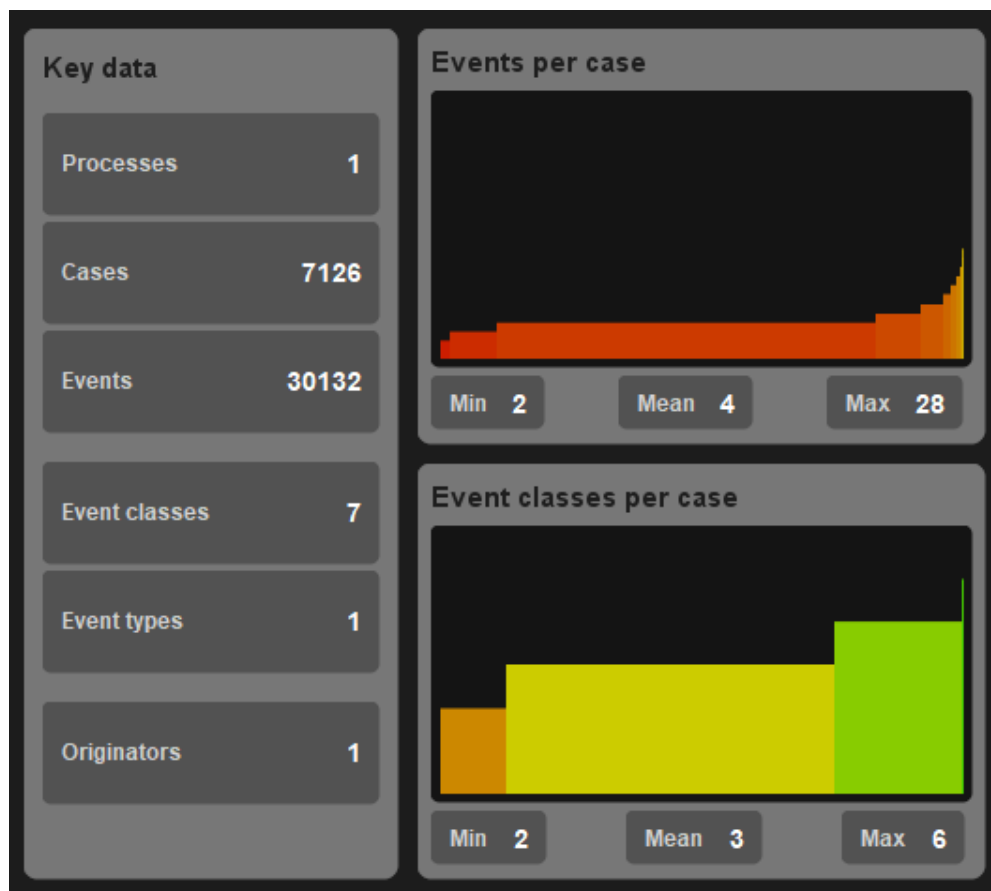 Key data
Processes 1
Cases 7126
Events 30132
Event classes 7
Event types 1
Originators 1
Events per case
Min 2 Mean 4 Max 28
Event classes per case
Min 2 Mean 3 Max 6